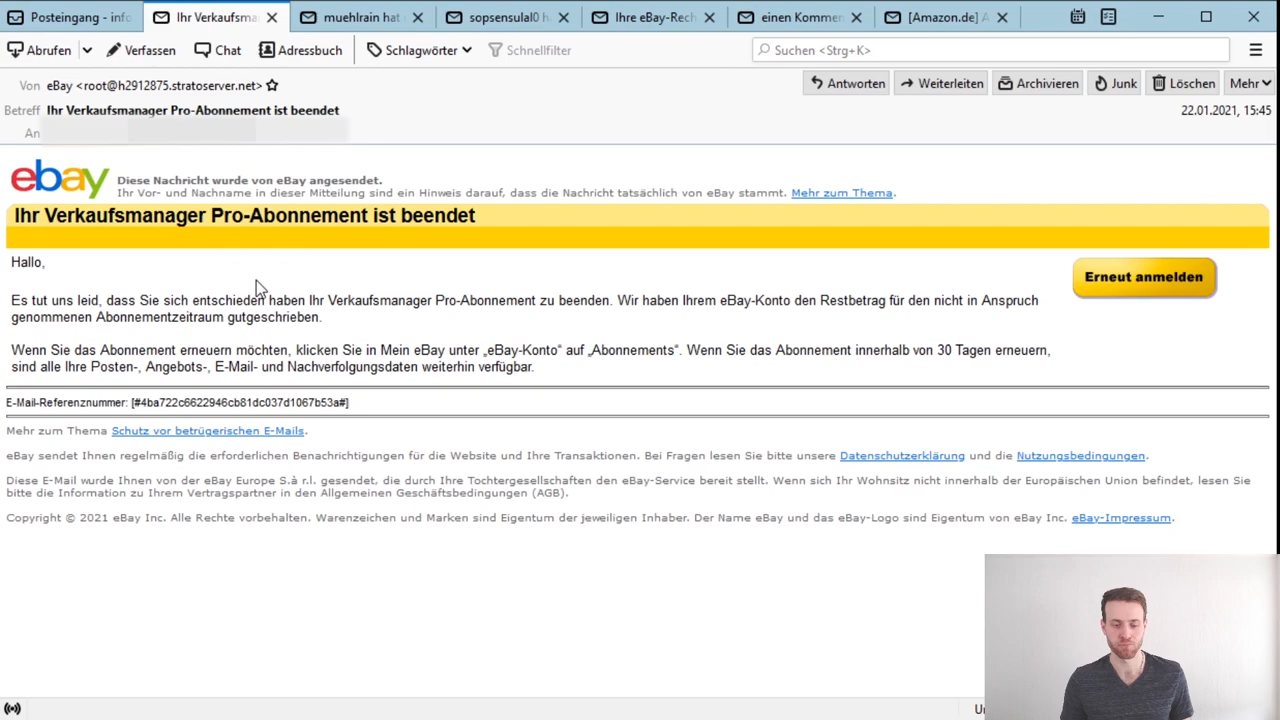 Posteingang - info
Ihr Verkaufsma
muehlrain hat
sopsensulal0 h
Ihre eBay-Rech
einen Kommen
[Amazon.de] A
Abrufen
Verfassen
Chat
Adressbuch
Schlagwörter
Schnellfilter
Suchen <Strg+K>
Von eBay <root@h2912875.stratoserver.net>
Antworten
Weiterleiten
Archivieren
Junk
Löschen
Mehr
Betreff Ihr Verkaufsmanager Pro-Abonnement ist beendet
22.01.2021, 15:45
An
ebay
Diese Nachricht wurde von eBay angesendet.
Ihr Vor- und Nachname in dieser Mitteilung sind ein Hinweis darauf, dass die Nachricht tatsächlich von eBay stammt. Mehr zum Thema.
Ihr Verkaufsmanager Pro-Abonnement ist beendet
Hallo,
Erneut anmelden
Es tut uns leid, dass Sie sich entschieden haben Ihr Verkaufsmanager Pro-Abonnement zu beenden. Wir haben Ihrem eBay-Konto den Restbetrag für den nicht in Anspruch
genommenen Abonnementzeitraum gutgeschrieben.
Wenn Sie das Abonnement erneuern möchten, klicken Sie in Mein eBay unter „eBay-Konto“ auf „Abonnements“. Wenn Sie das Abonnement innerhalb von 30 Tagen erneuern,
sind alle Ihre Posten-, Angebots-, E-Mail- und Nachverfolgungsdaten weiterhin verfügbar.
E-Mail-Referenznummer: [#4ba722c6622946cb81dc037d1067b53a#]
Mehr zum Thema Schutz vor betrügerischen E-Mails.
eBay sendet Ihnen regelmäßig die erforderlichen Benachrichtigungen für die Website und Ihre Transaktionen. Bei Fragen lesen Sie bitte unsere Datenschutzerklärung und die Nutzungsbedingungen.
Diese E-Mail wurde Ihnen von der eBay Europe S.à r.l. gesendet, die durch Ihre Tochtergesellschaften den eBay-Service bereit stellt. Wenn sich Ihr Wohnsitz nicht innerhalb der Europäischen Union befindet, lesen Sie
bitte die Information zu Ihrem Vertragspartner in den Allgemeinen Geschäftsbedingungen (AGB).
Copyright © 2021 eBay Inc. Alle Rechte vorbehalten. Warenzeichen und Marken sind Eigentum der jeweiligen Inhaber. Der Name eBay und das eBay-Logo sind Eigentum von eBay Inc. eBay-Impressum.